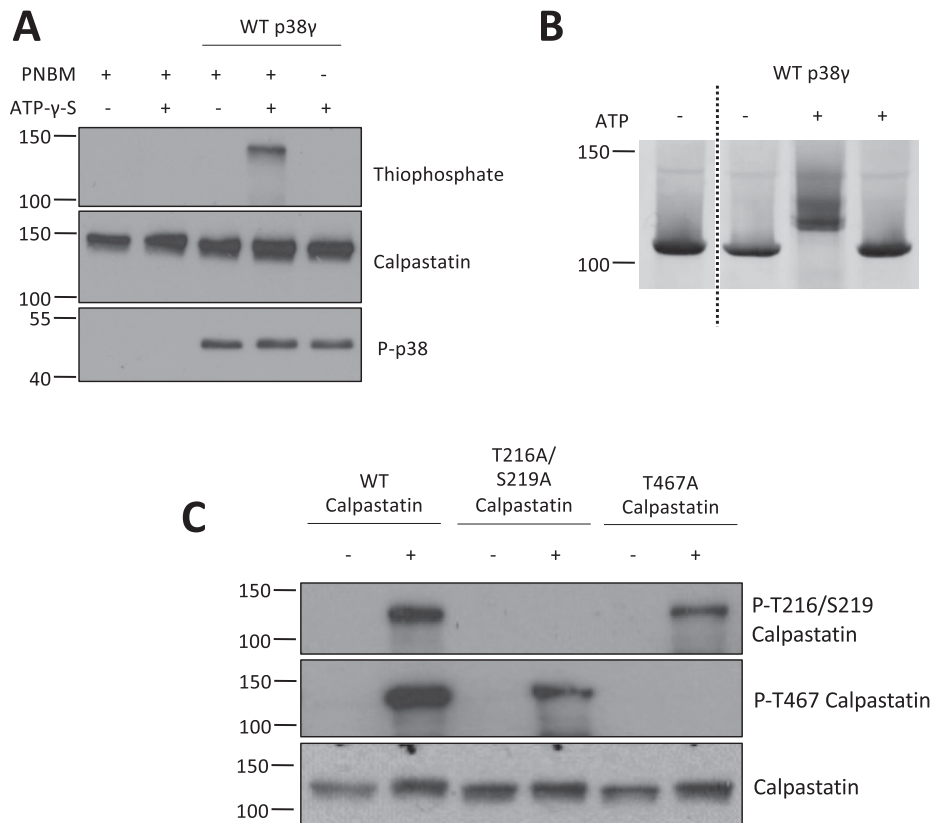 A
WT p38γ
PNBM + + + + -
ATP-γ-S - + - + +
150
100
Thiophosphate
150
100
Calpastatin
55
40
P-p38
B
WT p38γ
ATP - - + +
150
100
C
WT
Calpastatin
T216A/
S219A
Calpastatin
T467A
Calpastatin
- + - + - +
150
100
P-T216/S219
Calpastatin
150
100
P-T467 Calpastatin
150
100
Calpastatin